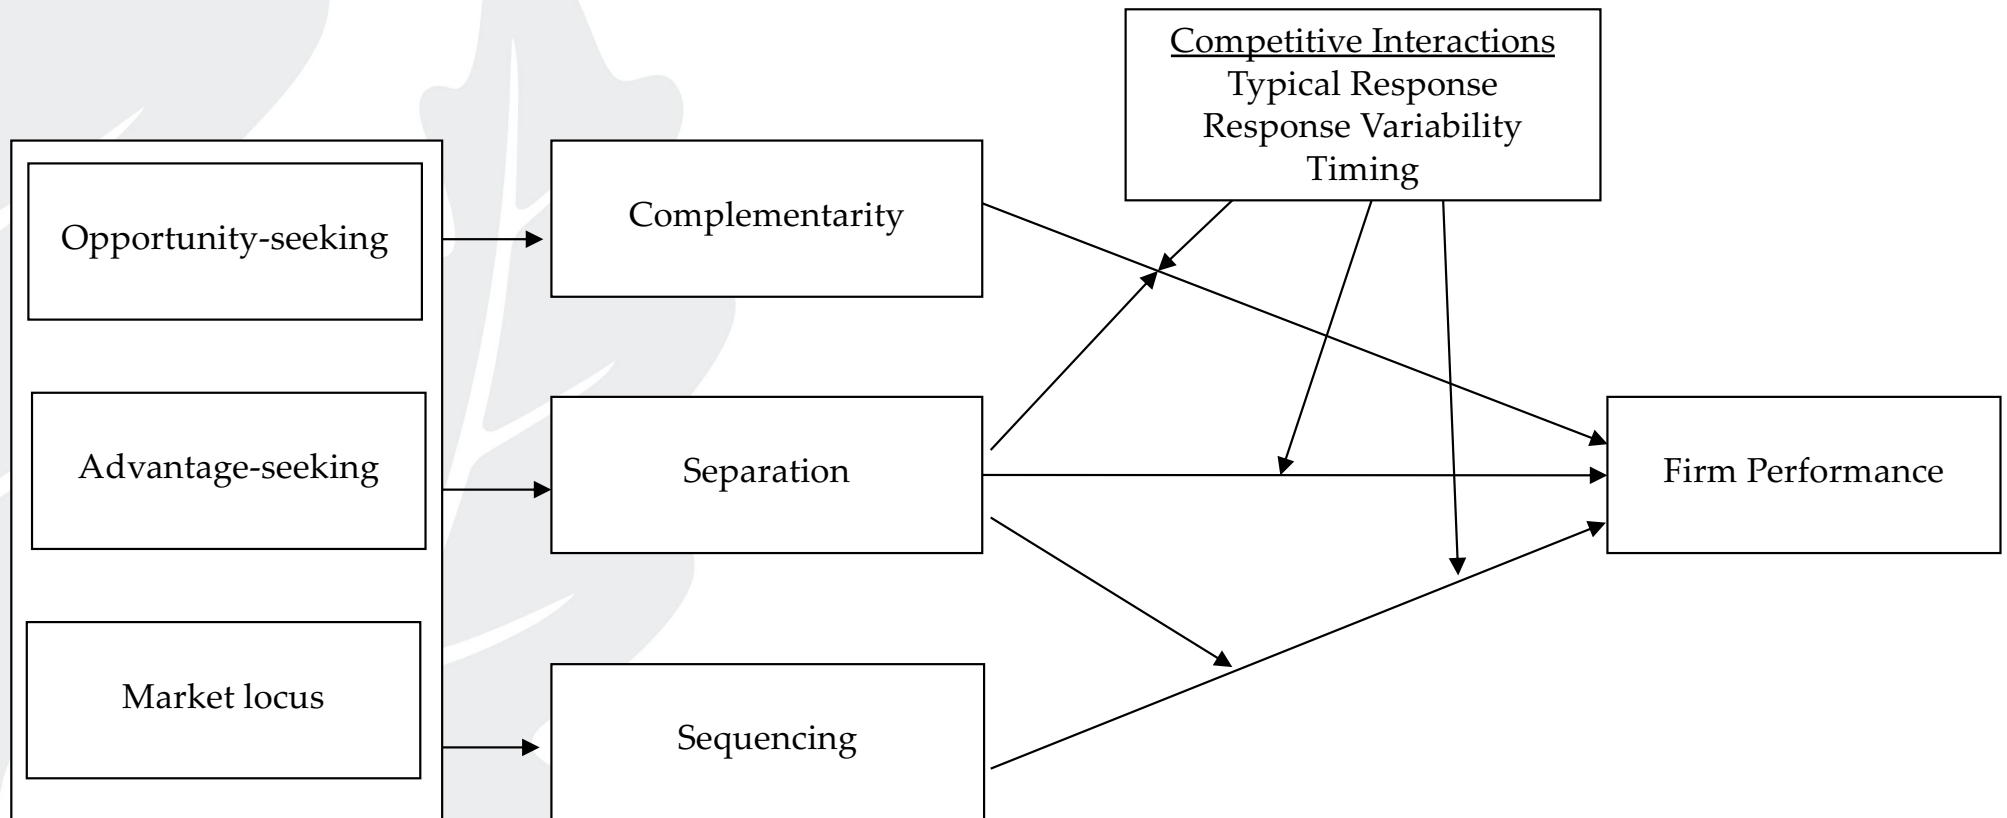 Competitive Interactions
Typical Response
Response Variability
Timing
Opportunity-seeking
Complementarity
Advantage-seeking
Separation
Firm Performance
Market locus
Sequencing